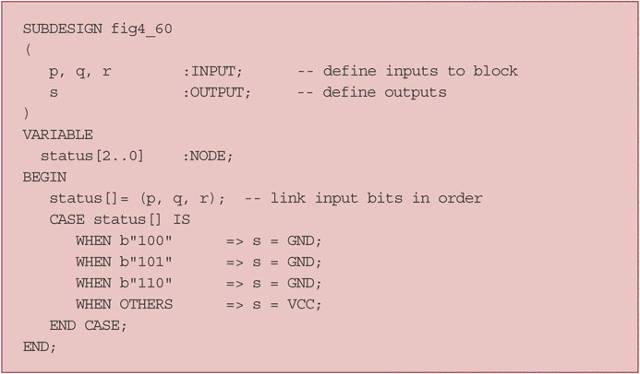 SUBDESIGN fig4_60
(
p, q, r :INPUT; -- define inputs to block
s :OUTPUT; -- define outputs
)
VARIABLE
status[2..0] :NODE;
BEGIN
status[]= (p, q, r); -- link input bits in order
CASE status[] IS
WHEN b"100" => s = GND;
WHEN b"101" => s = GND;
WHEN b"110" => s = GND;
WHEN OTHERS => s = VCC;
END CASE;
END;